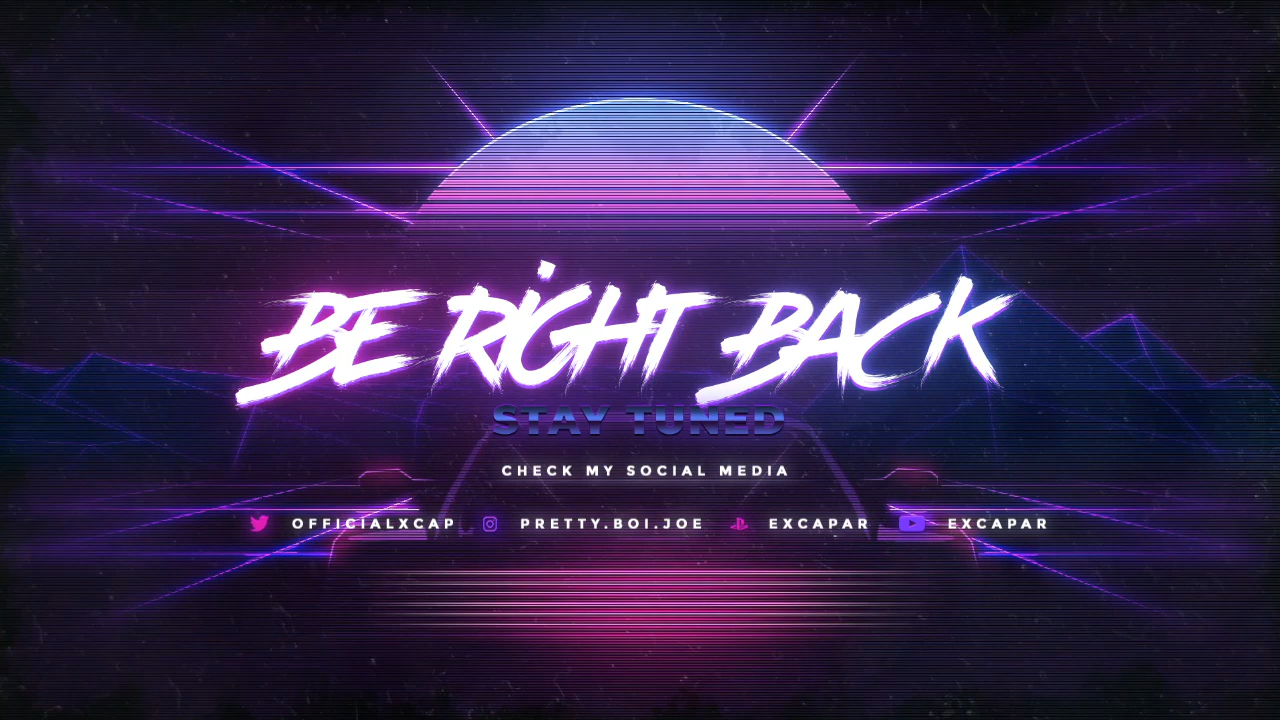 BE RIGHT BACK
STAY TUNED
CHECK MY SOCIAL MEDIA
OFFICIALXCAP PRETTY.BOI.JOE EXCAPAR EXCAPAR